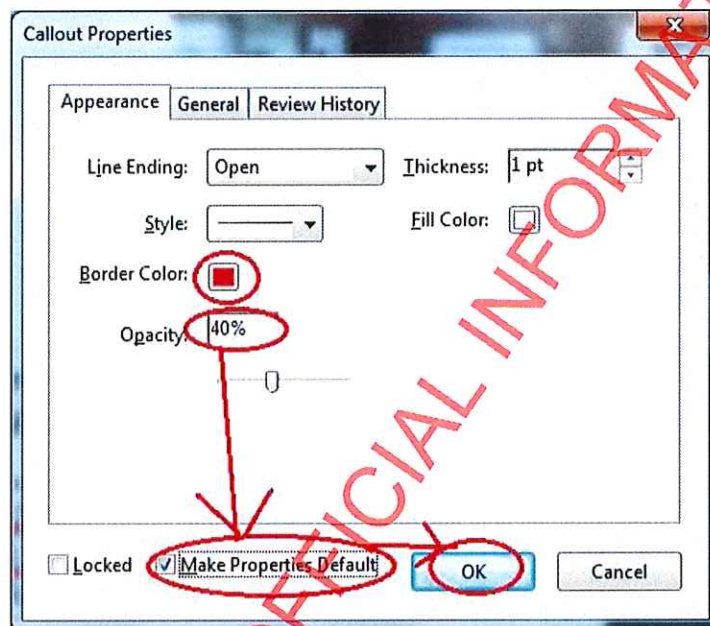 Callout Properties
x
Appearance General Review History
Line Ending: Open Thickness: 1 pt
Style: Fill Color:
Border Color:
Opacity: 40%
Locked Make Properties Default OK Cancel
OFFICIAL INFORMAT